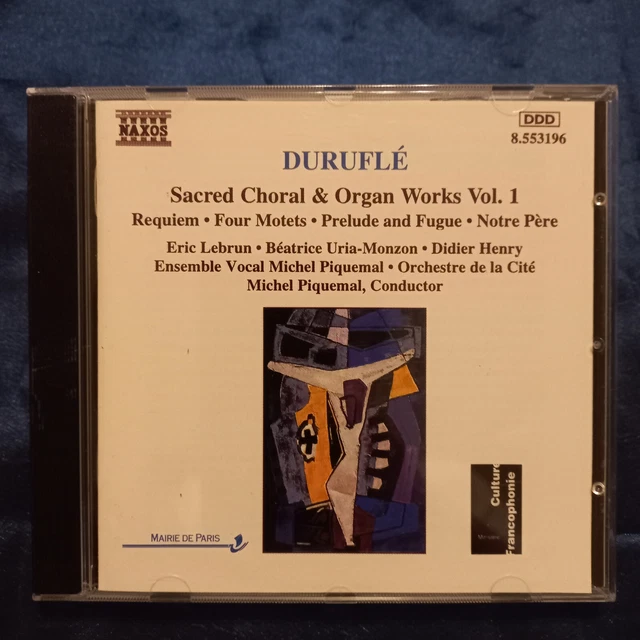 NAXOS
DDD
8.553196
DURUFLÉ
Sacred Choral & Organ Works Vol. 1
Requiem • Four Motets • Prelude and Fugue • Notre Père
Eric Lebrun • Béatrice Uria-Monzon • Didier Henry
Ensemble Vocal Michel Piquemal • Orchestre de la Cité
Michel Piquemal, Conductor
MAIRIE DE PARIS
Culture
Francophonie